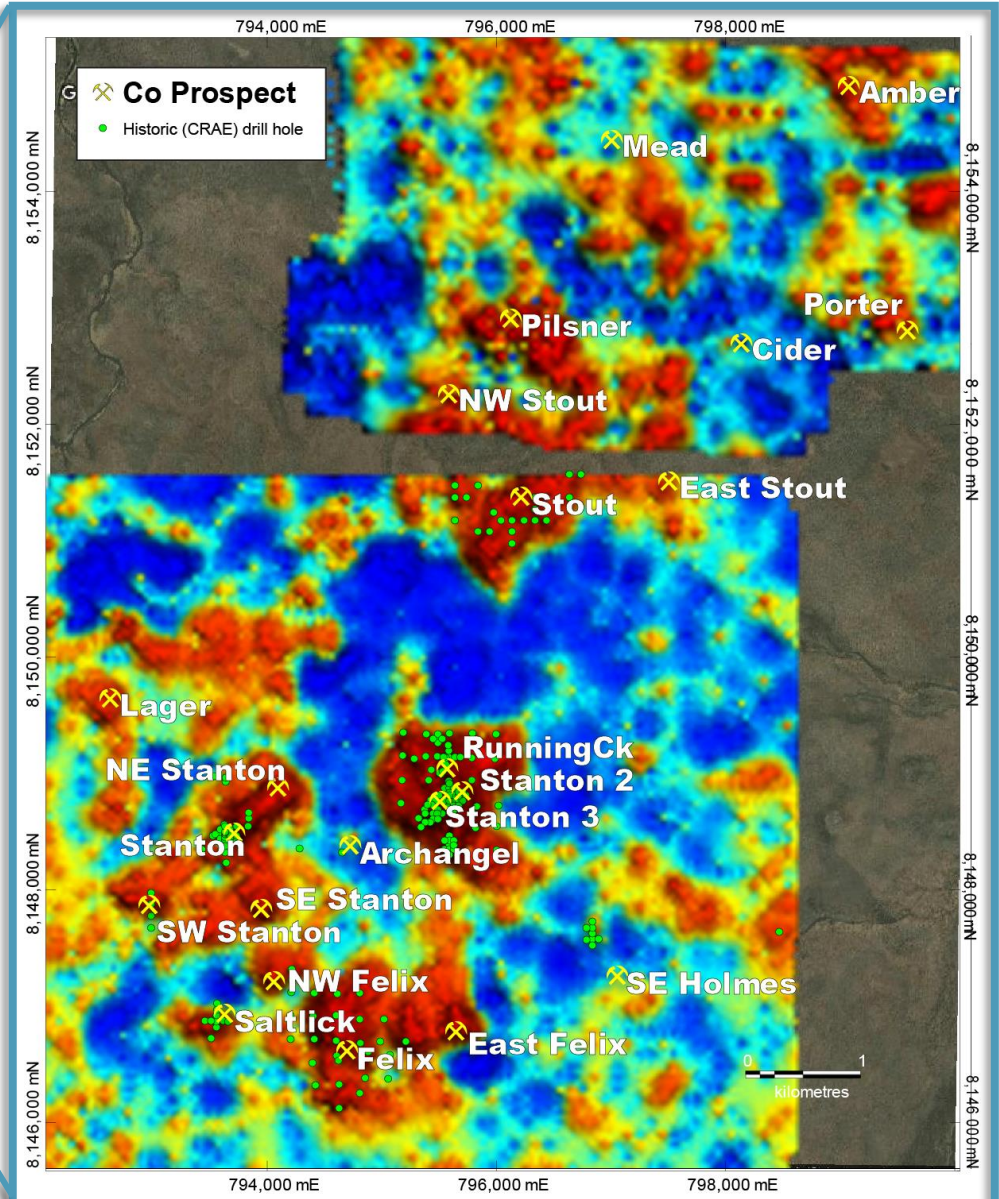 794,000 mE 796,000 mE 798,000 mE
G
Co Prospect
Historic (CRAE) drill hole
Amber
Mead
8,154,000 mN
8,154,000 mN
Porter
Pilsner
Cider
NW Stout
8,152,000 mN
8,152,000 mN
East Stout
Stout
8,150,000 mN
8,150,000 mN
Lager
RunningCk
NE Stanton
Stanton 2
Stanton 3
Stanton
Archangel
8,148,000 mN
8,148,000 mN
SE Stanton
SW Stanton
NW Felix
SE Holmes
Saltlick
East Felix
Felix
0 1
kilometres
8,146,000 mN
8,146,000 mN
794,000 mE 796,000 mE 798,000 mE